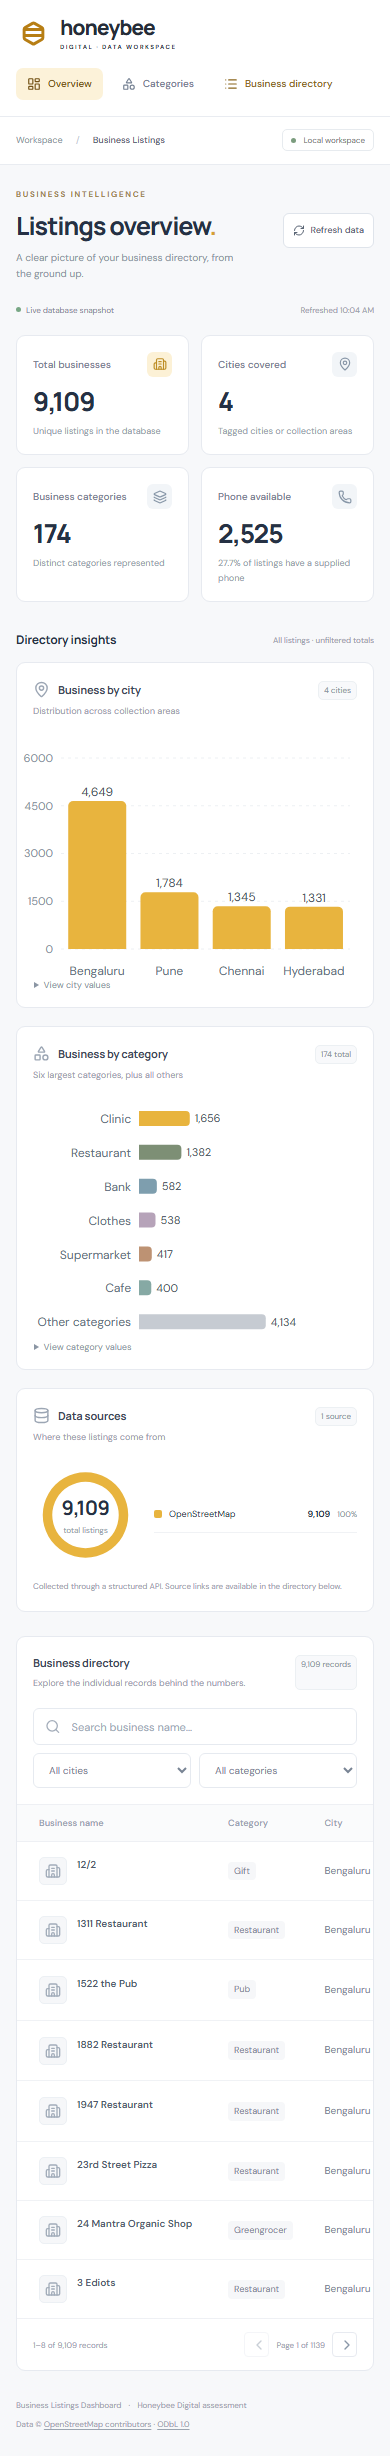 honeybee
DIGITAL · DATA WORKSPACE
Overview Categories Business directory
Workspace / Business Listings Local workspace
BUSINESS INTELLIGENCE
Listings overview.
Refresh data
A clear picture of your business directory, from
the ground up.
Live database snapshot Refreshed 10:04 AM
Total businesses
9,109
Unique listings in the database
Cities covered
4
Tagged cities or collection areas
Business categories
174
Distinct categories represented
Phone available
2,525
27.7% of listings have a supplied
phone
Directory insights All listings · unfiltered totals
Business by city 4 cities
Distribution across collection areas
6000
4500
3000
1500
0
4,649
1,784
1,345
1,331
Bengaluru Pune Chennai Hyderabad
View city values
Business by category 174 total
Six largest categories, plus all others
Clinic 1,656
Restaurant 1,382
Bank 582
Clothes 538
Supermarket 417
Cafe 400
Other categories 4,134
View category values
Data sources 1 source
Where these listings come from
9,109
total listings
OpenStreetMap 9,109 100%
Collected through a structured API. Source links are available in the directory below.
Business directory 9,109 records
Explore the individual records behind the numbers.
Search business name...
All cities All categories
Business name Category City
12/2 Gift Bengaluru
1311 Restaurant Restaurant Bengaluru
1522 the Pub Pub Bengaluru
1882 Restaurant Restaurant Bengaluru
1947 Restaurant Restaurant Bengaluru
23rd Street Pizza Restaurant Bengaluru
24 Mantra Organic Shop Greengrocer Bengaluru
3 Ediots Restaurant Bengaluru
1–8 of 9,109 records Page 1 of 1139
Business Listings Dashboard · Honeybee Digital assessment
Data © OpenStreetMap contributors · ODbL 1.0